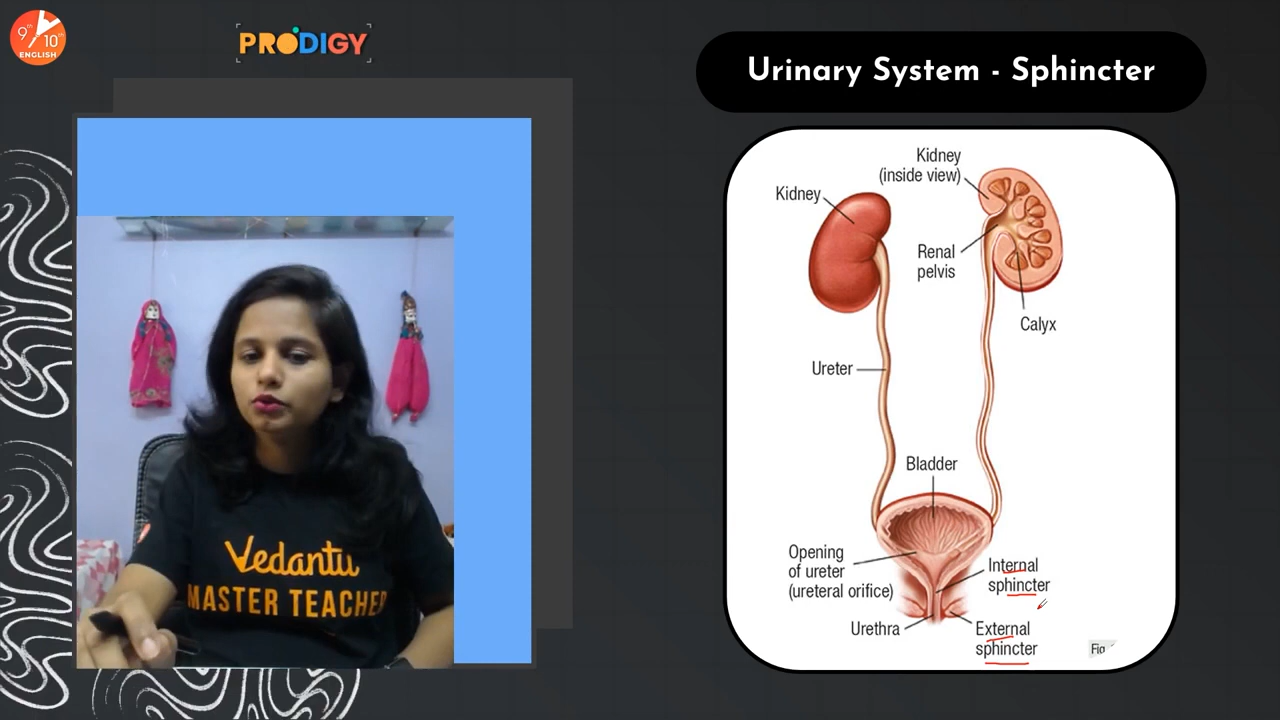 9th
10th
ENGLISH
PRODIGY
Urinary System - Sphincter
Kidney
(inside view)
Kidney
Renal
pelvis
Calyx
Ureter
Bladder
Opening
of ureter
(ureteral orifice)
Internal
sphincter
Urethra
External
sphincter
Fig
Vedantu
MASTER TEACHER